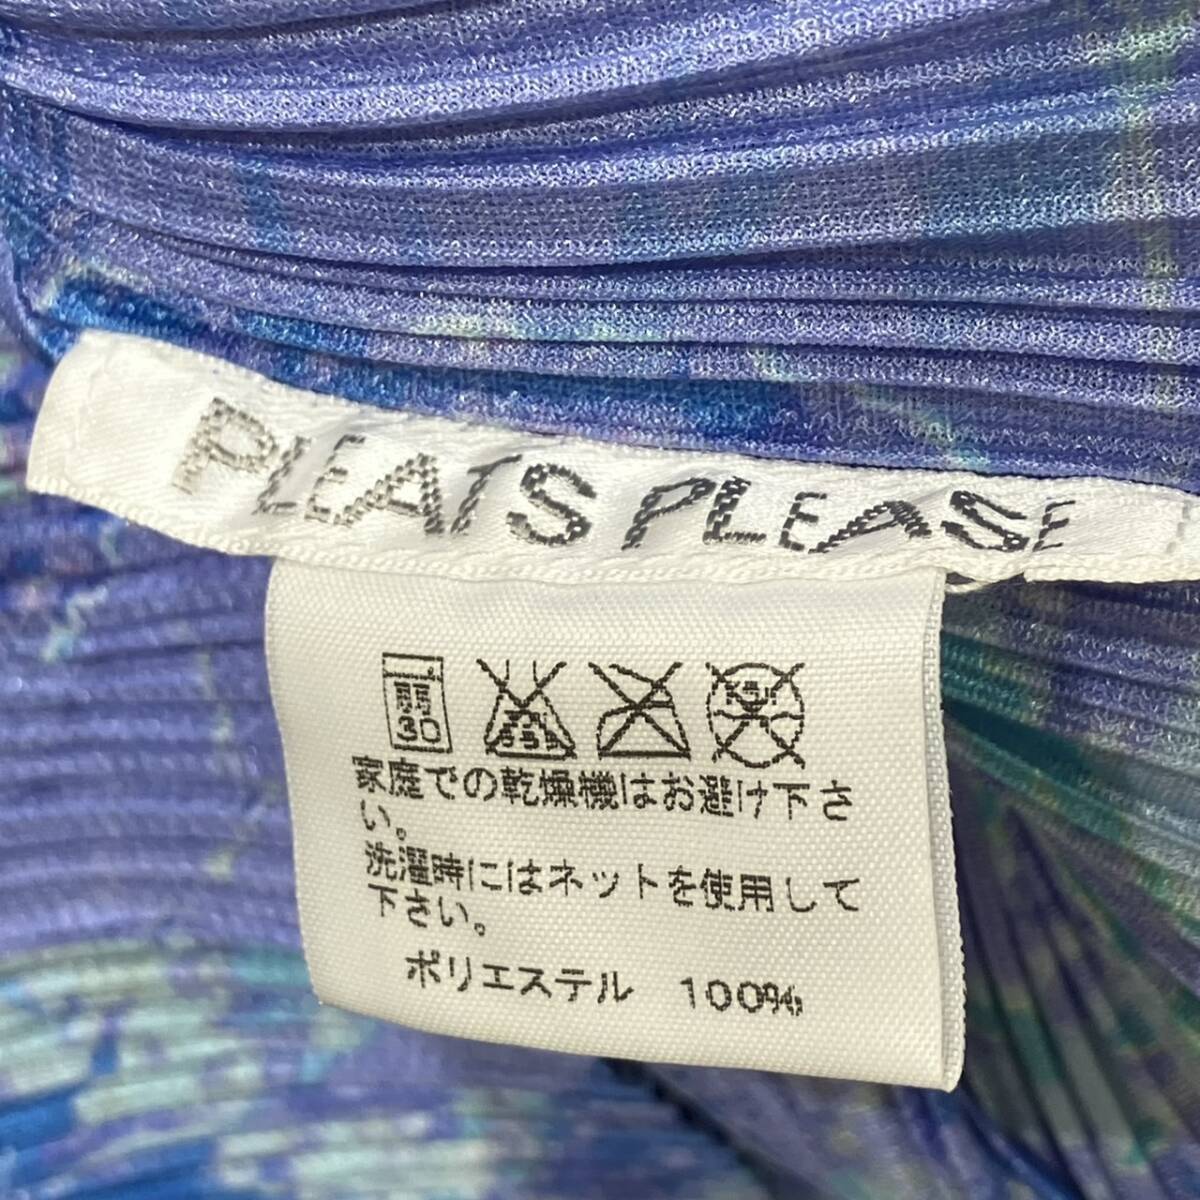 PLEATS PLEASE
弱
30
家庭での乾燥機はお避け下さ
い。
洗濯時にはネットを使用して
下さい。
ポリエステル 100%